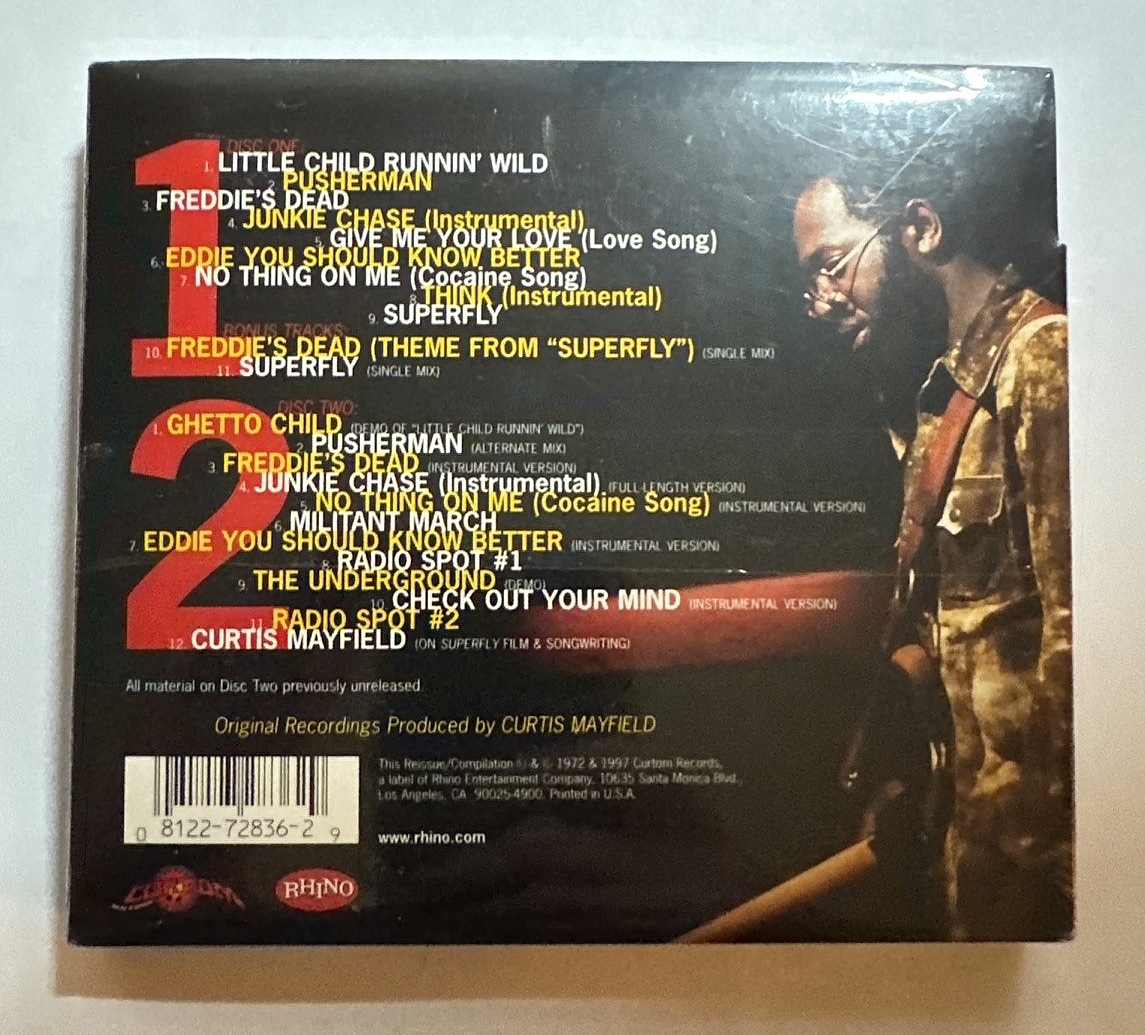 DISC ONE:
1. LITTLE CHILD RUNNIN' WILD
2. PUSHERMAN
3. FREDDIE'S DEAD
4. JUNKIE CHASE (Instrumental)
5. GIVE ME YOUR LOVE (Love Song)
6. EDDIE YOU SHOULD KNOW BETTER
7. NO THING ON ME (Cocaine Song)
8. THINK (Instrumental)
9. SUPERFLY
BONUS TRACKS:
10. FREDDIE'S DEAD (THEME FROM "SUPERFLY") (SINGLE MIX)
11. SUPERFLY (SINGLE MIX)
1
DISC TWO:
1. GHETTO CHILD (DEMO OF "LITTLE CHILD RUNNIN' WILD")
2. PUSHERMAN (ALTERNATE MIX)
3. FREDDIE'S DEAD (INSTRUMENTAL VERSION)
4. JUNKIE CHASE (Instrumental) (FULL-LENGTH VERSION)
5. NO THING ON ME (Cocaine Song) (INSTRUMENTAL VERSION)
6. MILITANT MARCH
7. EDDIE YOU SHOULD KNOW BETTER (INSTRUMENTAL VERSION)
8. RADIO SPOT #1
9. THE UNDERGROUND (DEMO)
10. CHECK OUT YOUR MIND (INSTRUMENTAL VERSION)
11. RADIO SPOT #2
12. CURTIS MAYFIELD (ON SUPERFLY FILM & SONGWRITING)
2
All material on Disc Two previously unreleased.
Original Recordings Produced by CURTIS MAYFIELD
This Reissue/Compilation ℗ & © 1972 & 1997 Curtom Records,
a label of Rhino Entertainment Company, 10635 Santa Monica Blvd.,
Los Angeles, CA 90025-4900. Printed in U.S.A.
www.rhino.com
0 8122-72836-2 9
CURTOM
RHINO